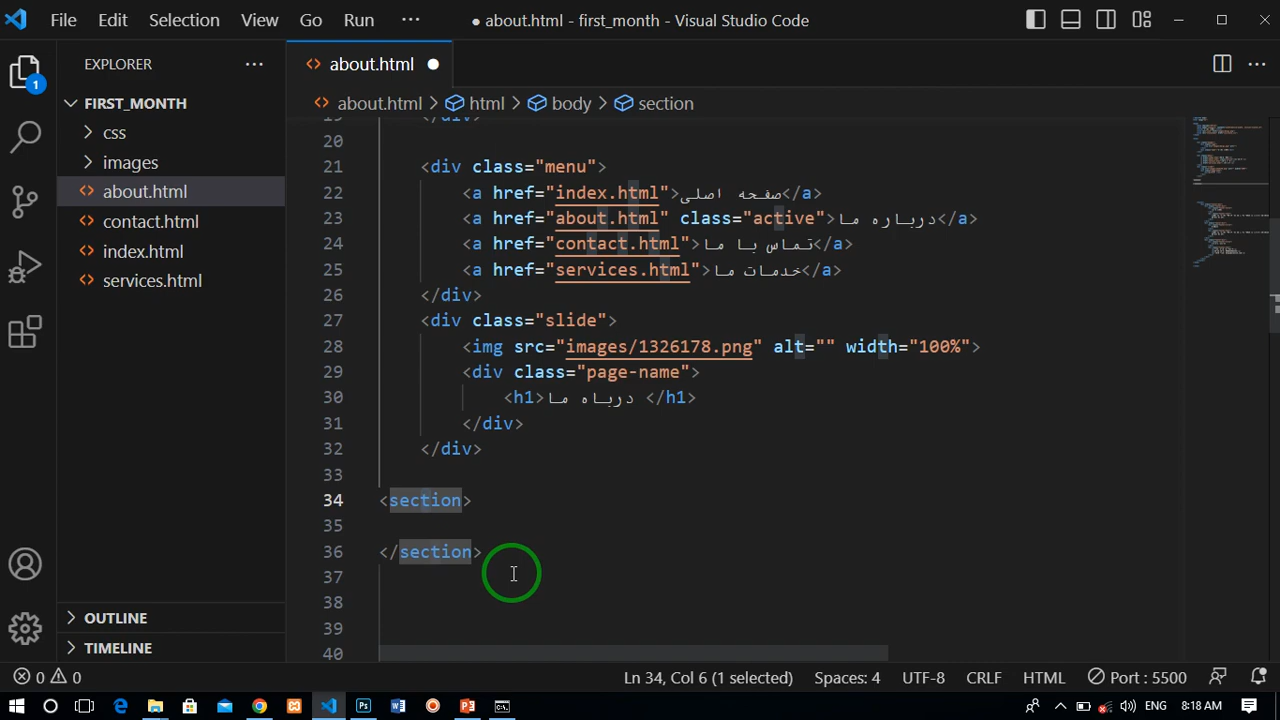 File Edit Selection View Go Run ··· ● about.html - first_month - Visual Studio Code
EXPLORER ···
FIRST_MONTH
css
images
about.html
contact.html
index.html
services.html
OUTLINE
TIMELINE
1
about.html ●
about.html > html > body > section
20
21 <div class="menu">
22 <a href="index.html">صفحه اصلی</a>
23 <a href="about.html" class="active">درباره ما</a>
24 <a href="contact.html">تماس با ما</a>
25 <a href="services.html">خدمات ما</a>
26 </div>
27 <div class="slide">
28 <img src="images/1326178.png" alt="" width="100%">
29 <div class="page-name">
30 <h1>درباه ما </h1>
31 </div>
32 </div>
33
34 <section>
35
36 </section>
37
38
39
40
0 0 Ln 34, Col 6 (1 selected) Spaces: 4 UTF-8 CRLF HTML Port : 5500
ENG 8:18 AM